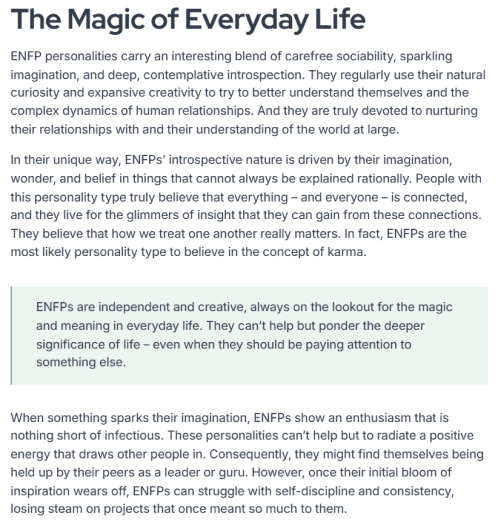 The Magic of Everyday Life
ENFP personalities carry an interesting blend of carefree sociability, sparkling
imagination, and deep, contemplative introspection. They regularly use their natural
curiosity and expansive creativity to try to better understand themselves and the
complex dynamics of human relationships. And they are truly devoted to nurturing
their relationships with and their understanding of the world at large.
In their unique way, ENFPs’ introspective nature is driven by their imagination,
wonder, and belief in things that cannot always be explained rationally. People with
this personality type truly believe that everything – and everyone – is connected,
and they live for the glimmers of insight that they can gain from these connections.
They believe that how we treat one another really matters. In fact, ENFPs are the
most likely personality type to believe in the concept of karma.
ENFPs are independent and creative, always on the lookout for the magic
and meaning in everyday life. They can’t help but ponder the deeper
significance of life – even when they should be paying attention to
something else.
When something sparks their imagination, ENFPs show an enthusiasm that is
nothing short of infectious. These personalities can’t help but to radiate a positive
energy that draws other people in. Consequently, they might find themselves being
held up by their peers as a leader or guru. However, once their initial bloom of
inspiration wears off, ENFPs can struggle with self-discipline and consistency,
losing steam on projects that once meant so much to them.